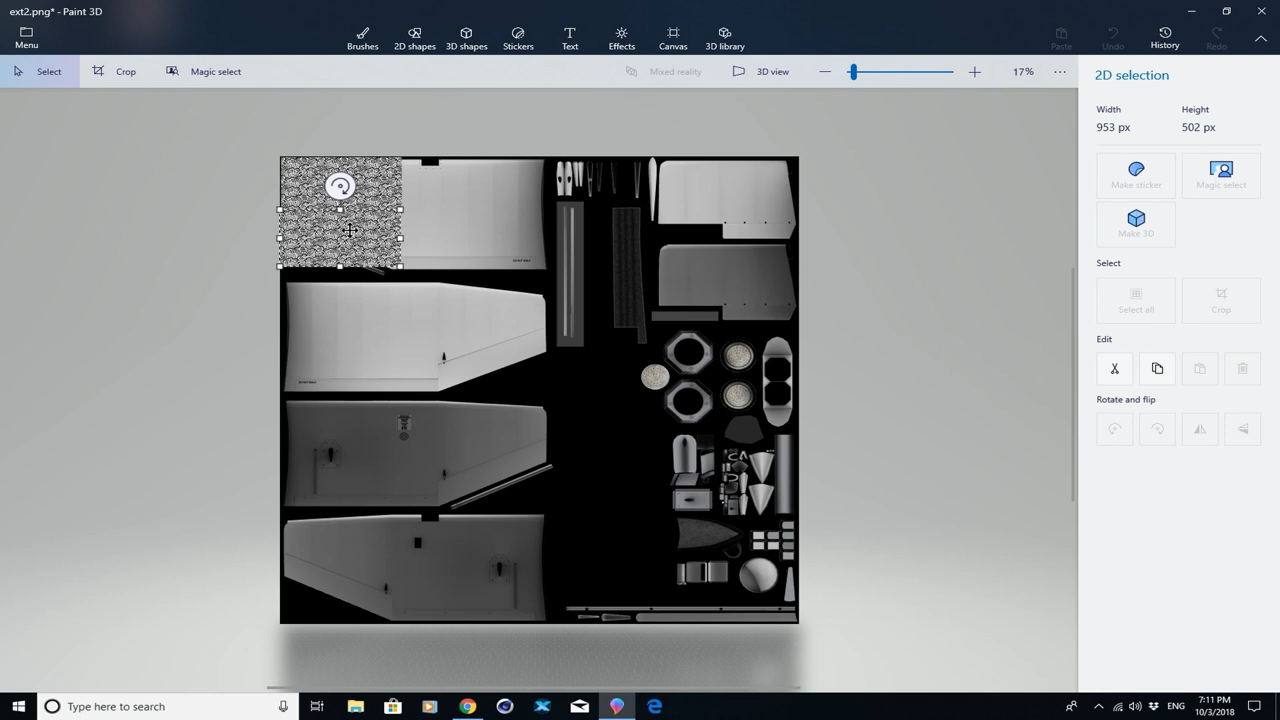 ext2.png* - Paint 3D
Menu
Brushes
2D shapes
3D shapes
Stickers
Text
Effects
Canvas
3D library
Paste
Undo
History
Redo
Select
Crop
Magic select
Mixed reality
3D view
17%
2D selection
Width
Height
953 px
502 px
Make sticker
Magic select
Make 3D
Select
Select all
Crop
Edit
Rotate and flip
Type here to search
ENG
7:11 PM
10/3/2018